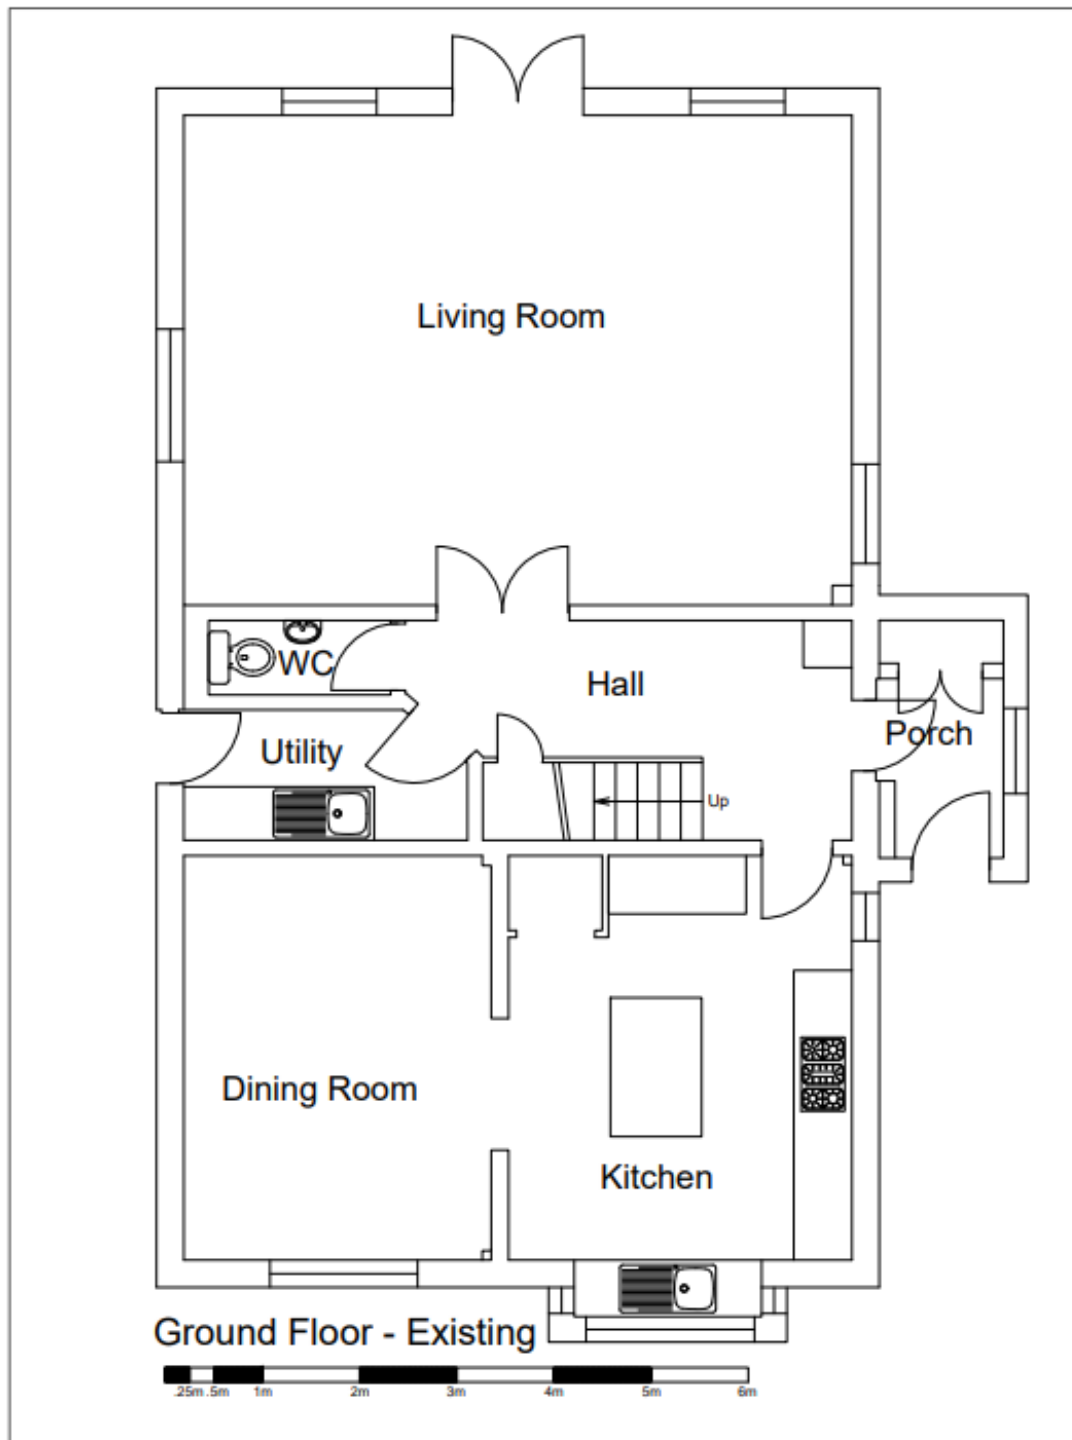 Living Room
WC
Hall
Porch
Utility
Up
Dining Room
Kitchen
Ground Floor - Existing
.25m .5m 1m 2m 3m 4m 5m 6m